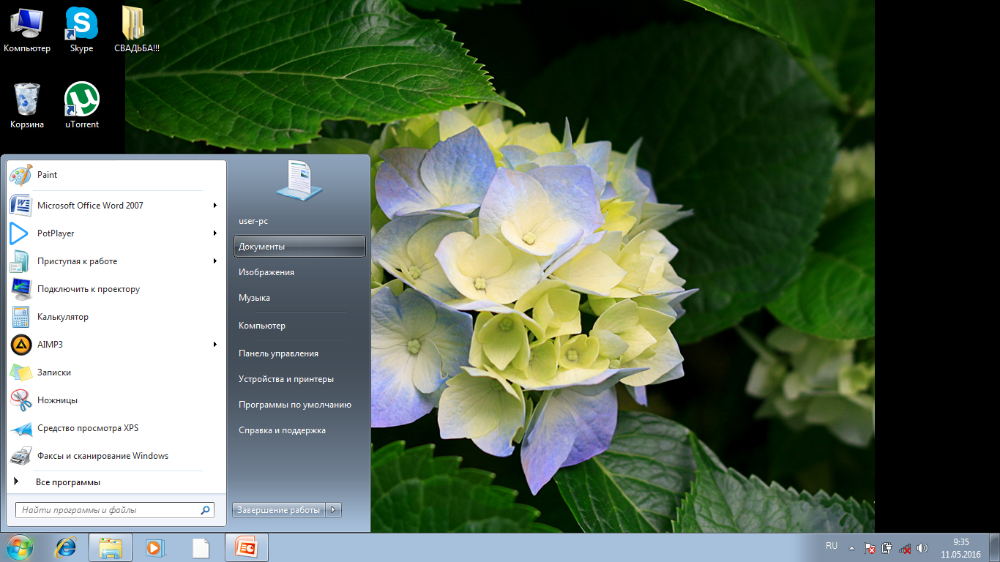 Компьютер
Skype
СВАДЬБА!!!
Корзина
uTorrent
Paint
Microsoft Office Word 2007
PotPlayer
Приступая к работе
Подключить к проектору
Калькулятор
AIMP3
Записки
Ножницы
Средство просмотра XPS
Факсы и сканирование Windows
Все программы
Найти программы и файлы
user-pc
Документы
Изображения
Музыка
Компьютер
Панель управления
Устройства и принтеры
Программы по умолчанию
Справка и поддержка
Завершение работы
RU
9:35
11.05.2016